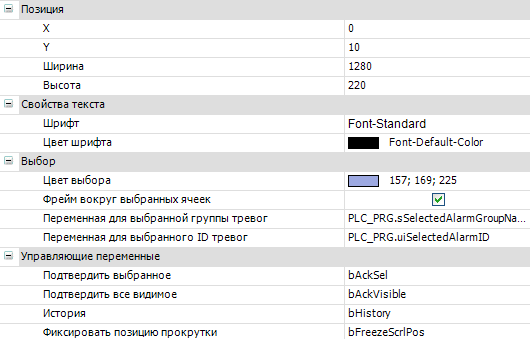 Позиция
X 0
Y 10
Ширина 1280
Высота 220
Свойства текста
Шрифт Font-Standard
Цвет шрифта Font-Default-Color
Выбор
Цвет выбора 157; 169; 225
Фрейм вокруг выбранных ячеек
Переменная для выбранной группы тревог PLC_PRG.sSelectedAlarmGroupNa...
Переменная для выбранного ID тревог PLC_PRG.uiSelectedAlarmID
Управляющие переменные
Подтвердить выбранное bAckSel
Подтвердить все видимое bAckVisible
История bHistory
Фиксировать позицию прокрутки bFreezeScrlPos